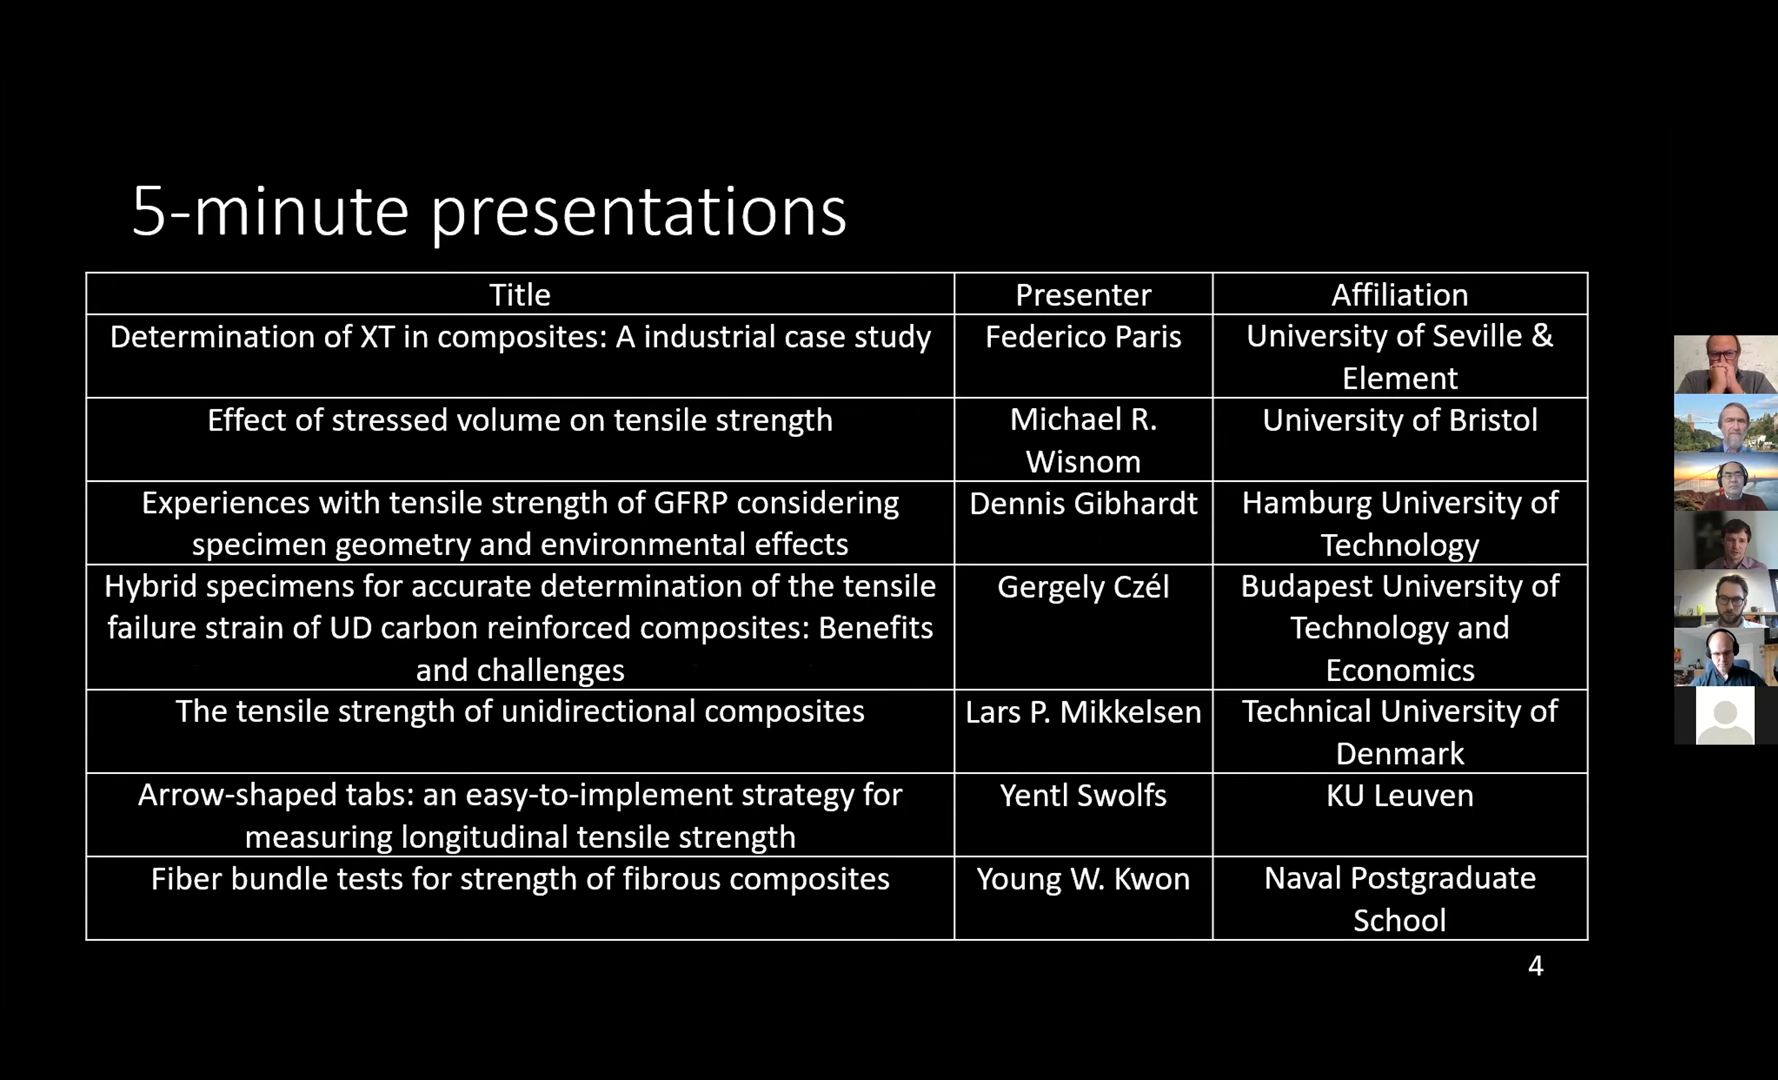 5-minute presentations
Title
Presenter
Affiliation
Determination of XT in composites: A industrial case study
Federico Paris
University of Seville &
Element
Effect of stressed volume on tensile strength
Michael R.
Wisnom
University of Bristol
Experiences with tensile strength of GFRP considering
specimen geometry and environmental effects
Dennis Gibhardt
Hamburg University of
Technology
Hybrid specimens for accurate determination of the tensile
failure strain of UD carbon reinforced composites: Benefits
and challenges
Gergely Czél
Budapest University of
Technology and
Economics
The tensile strength of unidirectional composites
Lars P. Mikkelsen
Technical University of
Denmark
Arrow-shaped tabs: an easy-to-implement strategy for
measuring longitudinal tensile strength
Yentl Swolfs
KU Leuven
Fiber bundle tests for strength of fibrous composites
Young W. Kwon
Naval Postgraduate
School
4